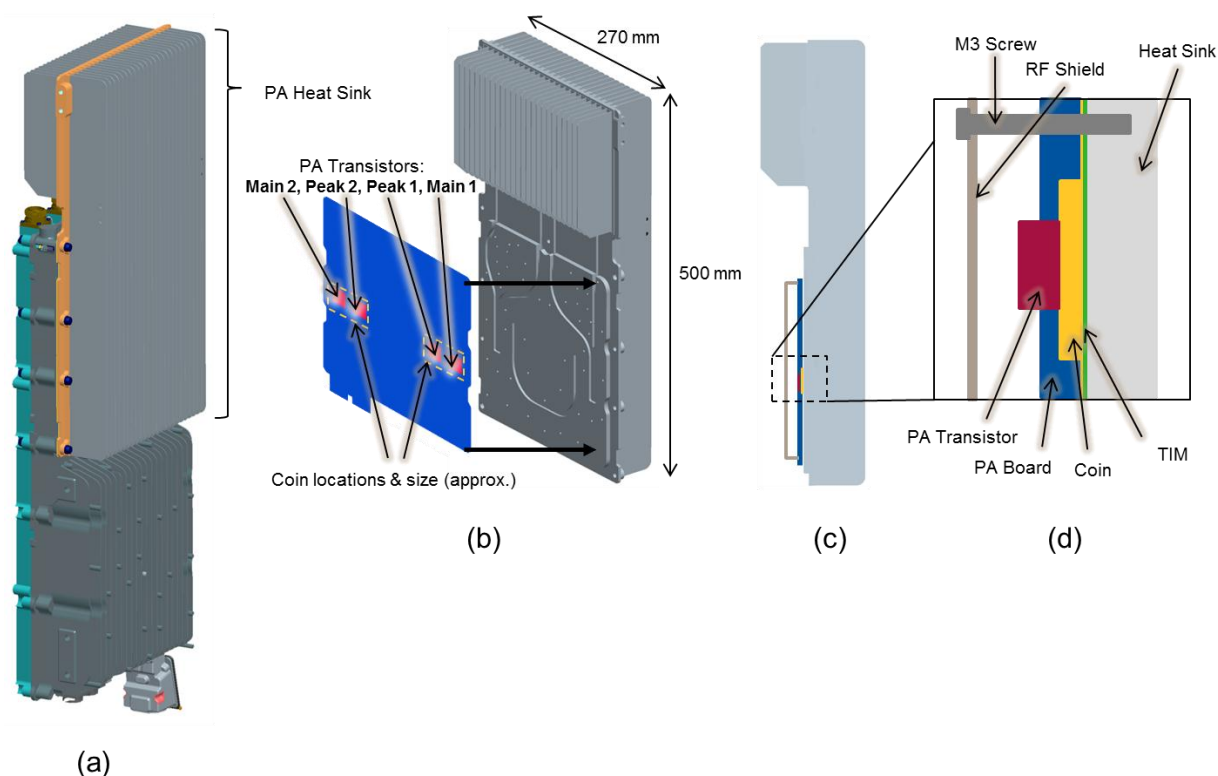 PA Heat Sink
(a)
270 mm
500 mm
PA Transistors:
Main 2, Peak 2, Peak 1, Main 1
Coin locations & size (approx.)
(b)
(c)
M3 Screw
RF Shield
Heat Sink
PA Transistor
PA Board
Coin
TIM
(d)